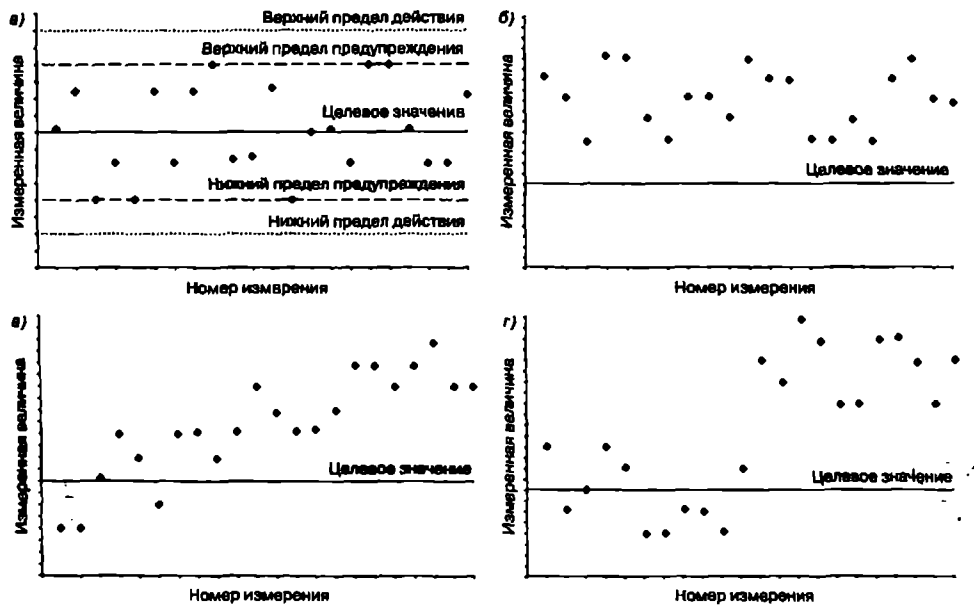 а)
Верхний предел действия
Верхний предел предупреждения
Целевое значение
Нижний предел предупреждения
Нижний предел действия
Измеренная величина
Номер измерения
б)
Целевое значение
Измеренная величина
Номер измерения
в)
Целевое значение
Измеренная величина
Номер измерения
г)
Целевое значение
Измеренная величина
Номер измерения